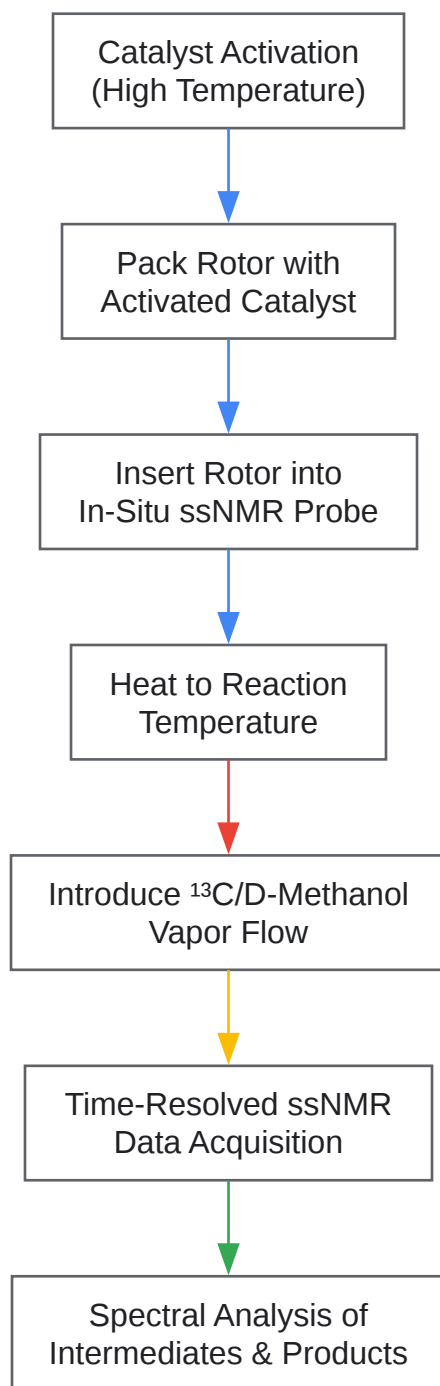 Catalyst Activation
(High Temperature)
Pack Rotor with
Activated Catalyst
Insert Rotor into
In-Situ ssNMR Probe
Heat to Reaction
Temperature
Introduce ¹³C/D-Methanol
Vapor Flow
Time-Resolved ssNMR
Data Acquisition
Spectral Analysis of
Intermediates & Products